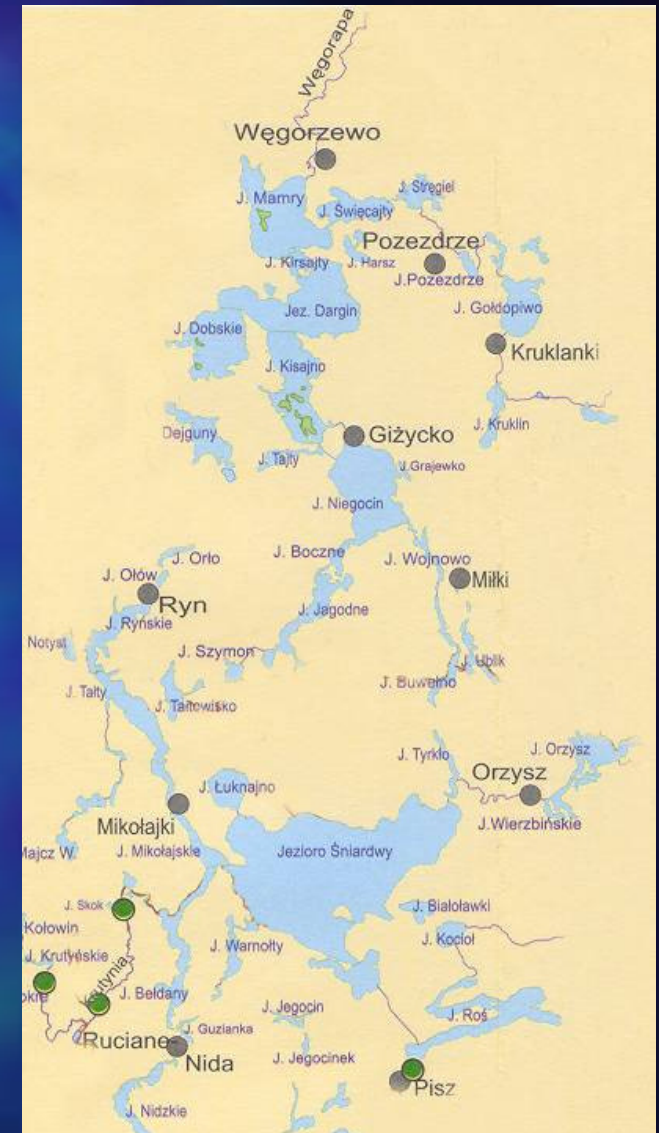 Węgorapa
Węgorzewo
J. Mamry
J. Stręgiel
J. Święcajty
Pozezdrze
J. Kirsajty
J. Harsz
J.Pozezdrze
Jez. Dargin
J. Gołdopiwo
J. Dobskie
Kruklanki
J. Kisajno
Dejguny
J. Kruklin
Giżycko
J. Tajty
J.Grajewko
J. Niegocin
J. Boczne
J. Wojnowo
J. Orło
J. Ołów
Miłki
Ryn
J. Jagodne
J. Ryńskie
Notyst
J. Szymon
J. Ublik
J. Buwełno
J. Tałty
J. Tałtowisko
J. Tyrkło
J. Orzysz
Orzysz
J. Łuknajno
J.Wierzbińskie
Mikołajki
Majcz W.
J. Mikołajskie
Jezioro Śniardwy
J. Skok
J. Białoławki
Kołowin
J. Kocioł
J. Warnołty
J. Krutyńskie
Krutynia
J. Bełdany
okre
J. Jegocin
J. Roś
J. Guzianka
Ruciane-
Nida
J. Jegocinek
Pisz
J. Nidzkie